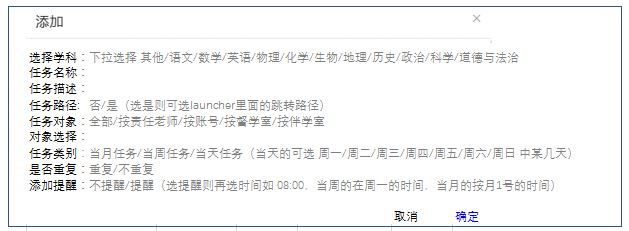 添加
×
选择学科：下拉选择 其他/语文/数学/英语/物理/化学/生物/地理/历史/政治/科学/道德与法治
任务名称：
任务描述：
任务路径：否/是（选是则可选launcher里面的跳转路径）
任务对象：全部/按责任老师/按账号/按督学室/按伴学室
对象选择：
任务类别：当月任务/当周任务/当天任务（当天的可选 周一/周二/周三/周四/周五/周六/周日 中某几天）
是否重复：重复/不重复
添加提醒：不提醒/提醒（选提醒则再选时间如 08:00，当周的在周一的时间，当月的按月1号的时间）
取消 确定